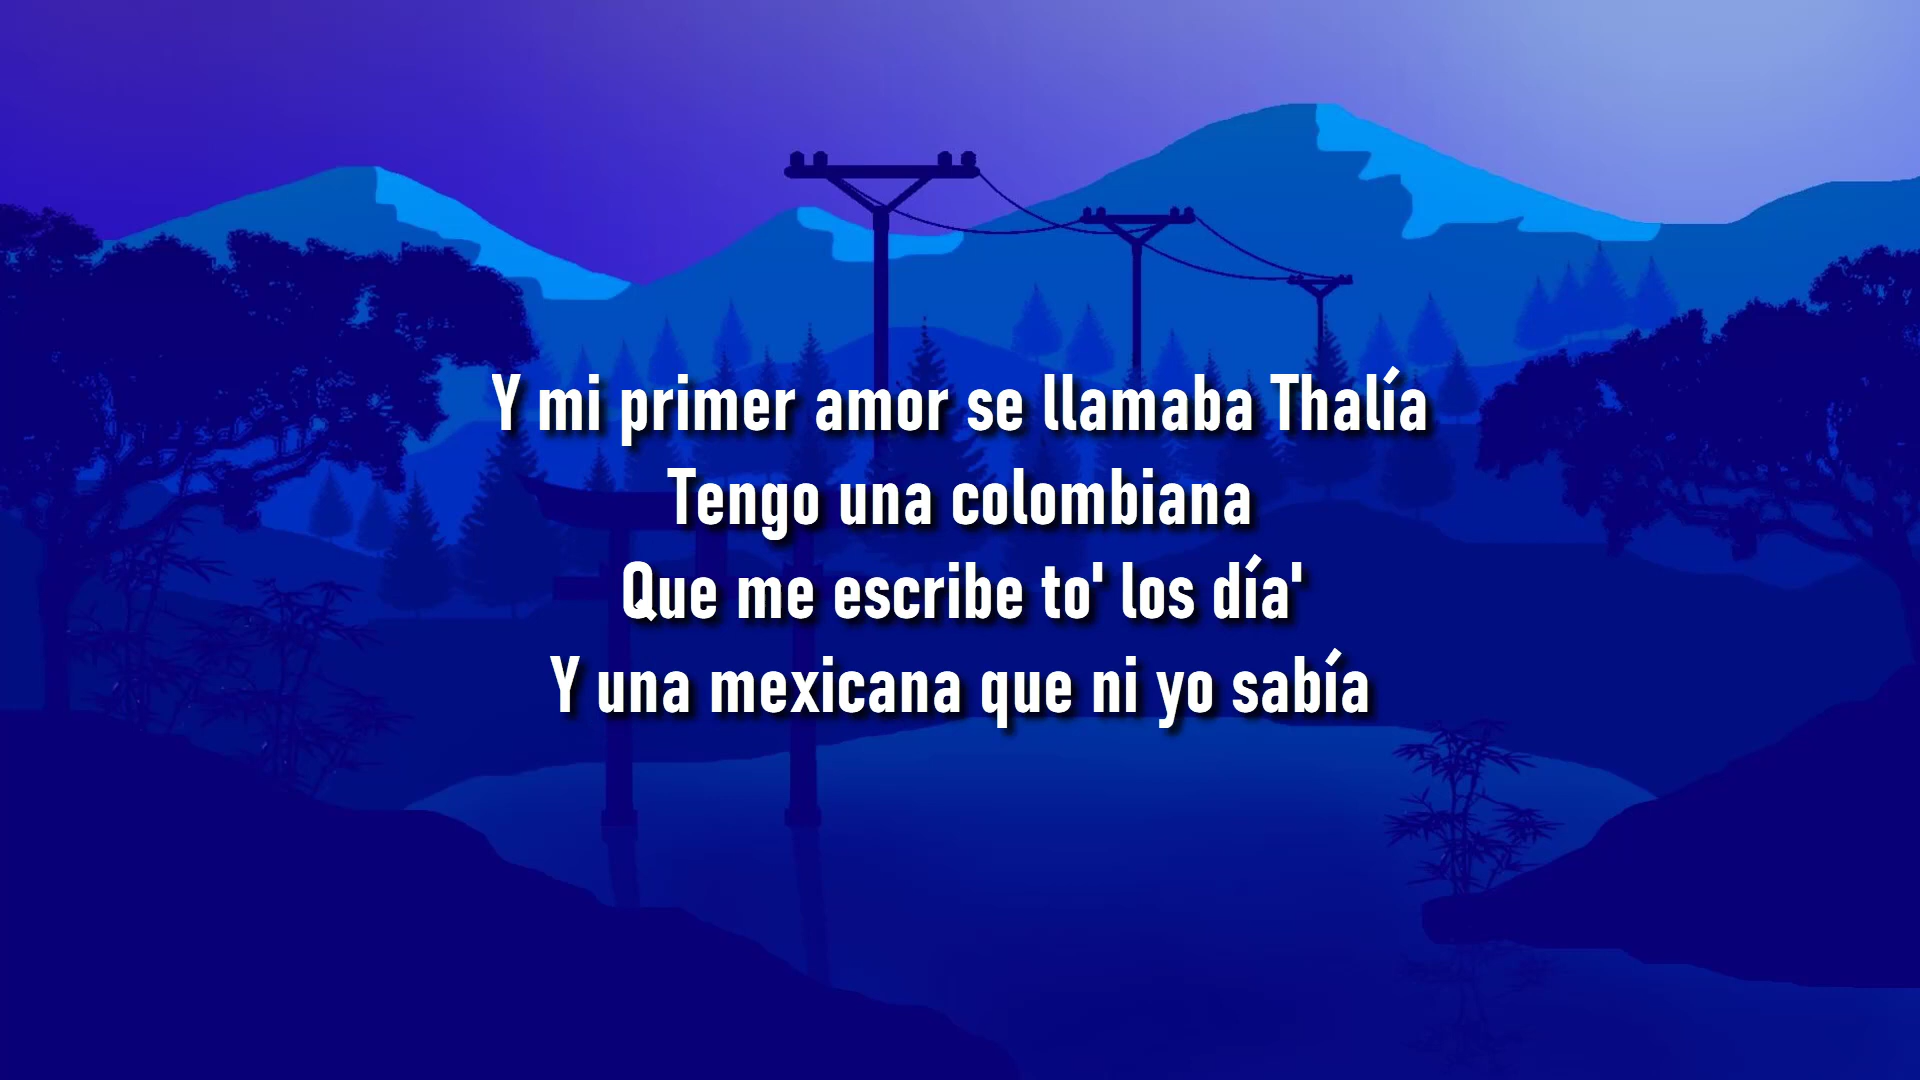 Y mi primer amor se llamaba Thalía
Tengo una colombiana
Que me escribe to' los día'
Y una mexicana que ni yo sabía